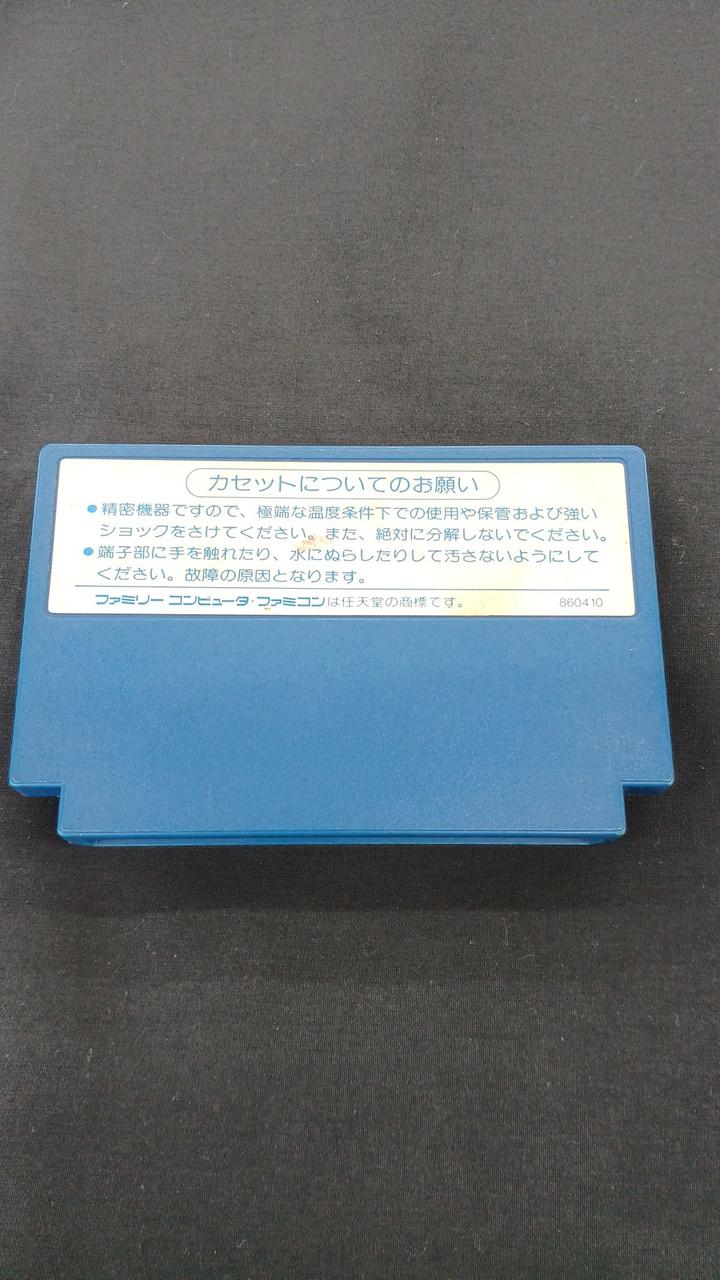 カセットについてのお願い
●精密機器ですので、極端な温度条件下での使用や保管および強い
ショックをさけてください。また、絶対に分解しないでください。
●端子部に手を触れたり、水にぬらしたりして汚さないようにして
ください。故障の原因となります。
ファミリー コンピュータ・ファミコンは任天堂の商標です。 860410